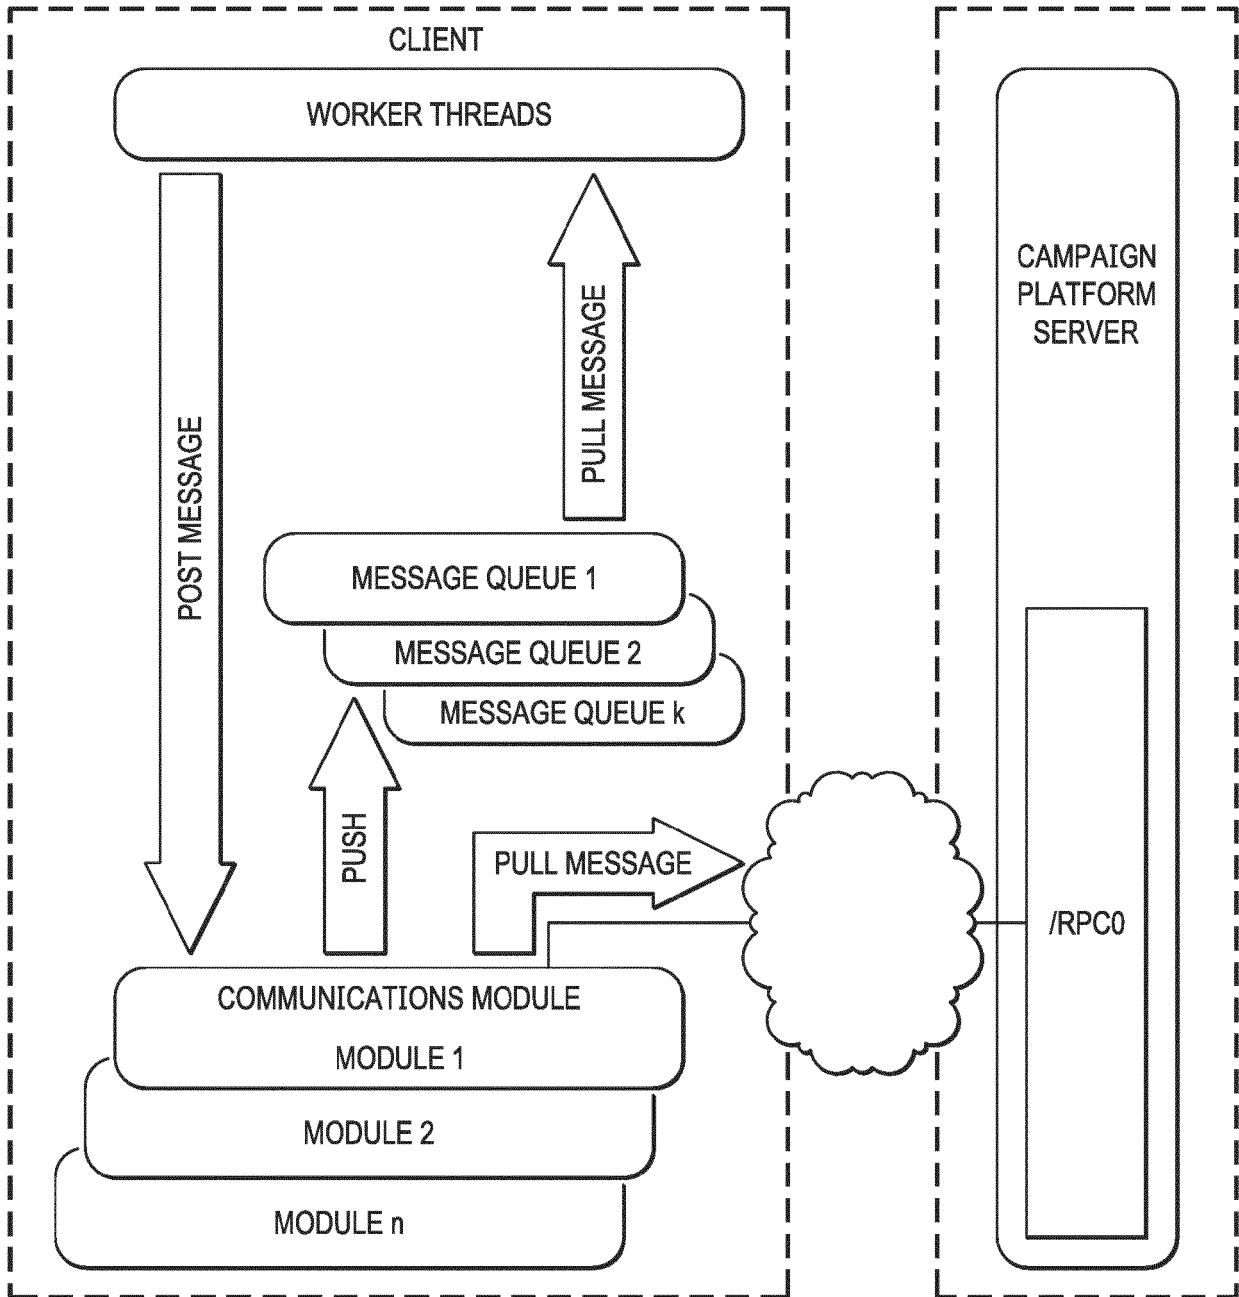 CLIENT
WORKER THREADS
CAMPAIGN
PLATFORM
SERVER
PULL MESSAGE
POST MESSAGE
MESSAGE QUEUE 1
MESSAGE QUEUE 2
MESSAGE QUEUE k
PUSH
PULL MESSAGE
/RPC0
COMMUNICATIONS MODULE
MODULE 1
MODULE 2
MODULE n